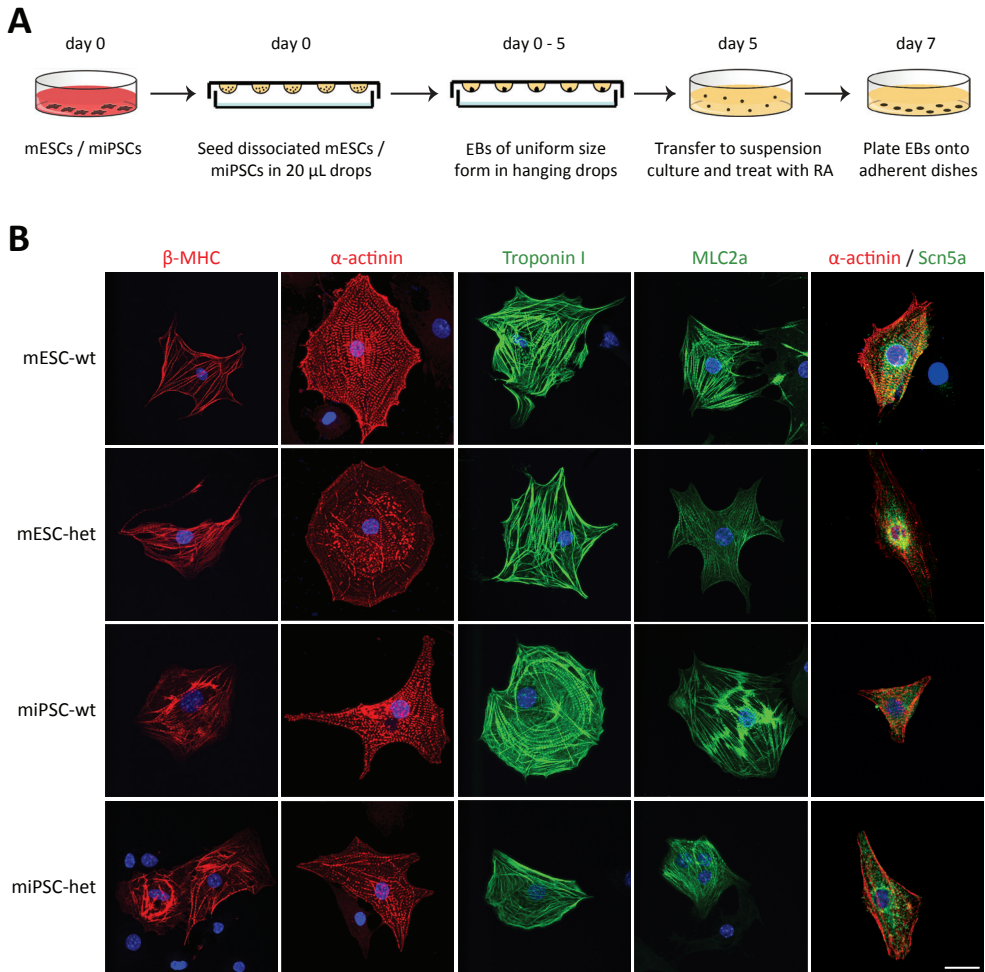 A
day 0
day 0
day 0 - 5
day 5
day 7
mESCs / miPSCs
Seed dissociated mESCs /
miPSCs in 20 µL drops
EBs of uniform size
form in hanging drops
Transfer to suspension
culture and treat with RA
Plate EBs onto
adherent dishes
B
β-MHC
α-actinin
Troponin I
MLC2a
α-actinin / Scn5a
mESC-wt
mESC-het
miPSC-wt
miPSC-het